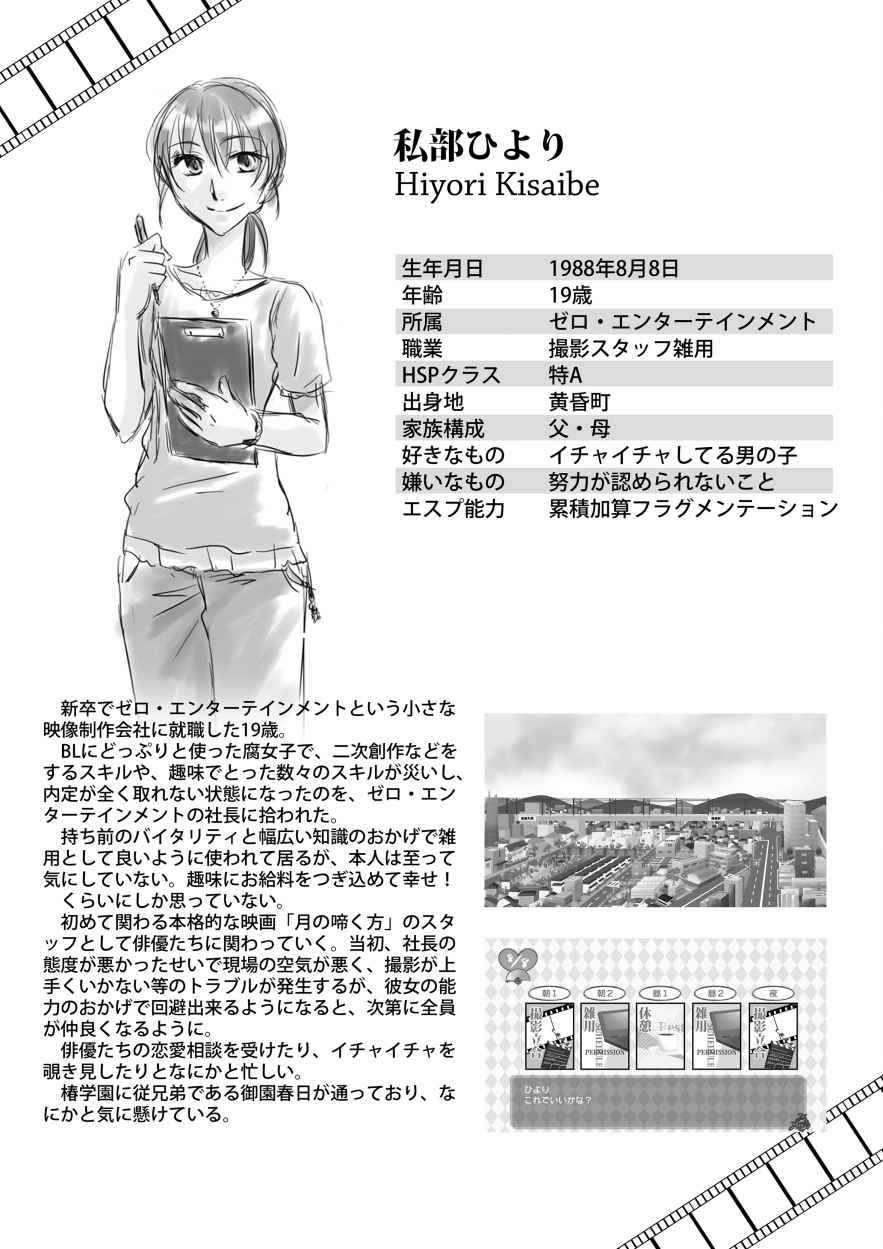 私部ひより
Hiyori Kisaibe
生年月日 1988年8月8日
年齢 19歳
所属 ゼロ・エンターテインメント
職業 撮影スタッフ雑用
HSPクラス 特A
出身地 黄昏町
家族構成 父・母
好きなもの イチャイチャしてる男の子
嫌いなもの 努力が認められないこと
エスプ能力 累積加算フラグメンテーション
新卒でゼロ・エンターテインメントという小さな
映像制作会社に就職した19歳。
BLにどっぷりと使った腐女子で、二次創作などを
するスキルや、趣味でとった数々のスキルが災いし、
内定が全く取れない状態になったのを、ゼロ・エン
ターテインメントの社長に拾われた。
持ち前のバイタリティと幅広い知識のおかげで雑
用として良いように使われて居るが、本人は至って
気にしていない。趣味にお給料をつぎ込めて幸せ！
くらいにしか思っていない。
初めて関わる本格的な映画「月の啼く方」のスタ
ッフとして俳優たちに関わっていく。当初、社長の
態度が悪かったせいで現場の空気が悪く、撮影が上
手くいかない等のトラブルが発生するが、彼女の能
力のおかげで回避出来るようになると、次第に全員
が仲良くなるように。
俳優たちの恋愛相談を受けたり、イチャイチャを
覗き見したりとなにかと忙しい。
椿学園に従兄弟である御園春日が通っており、な
にかと気に懸けている。
8/8
朝1 朝2 昼1 昼2 夜
撮影立会 雑用 休憩 雑用 撮影立会
PERMISSION Rest PERMISSION
ひより
これでいいかな？